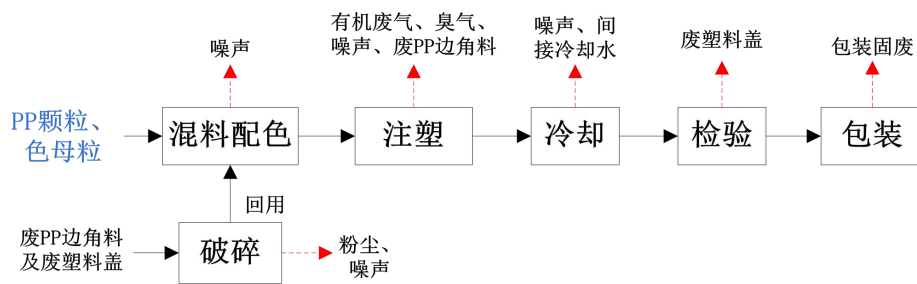 有机废气、臭气、
噪声、废PP边角料
噪声
噪声、间
接冷却水
废塑料盖
包装固废
PP颗粒、
色母粒
混料配色
注塑
冷却
检验
包装
回用
废PP边角料
及废塑料盖
破碎
粉尘、
噪声